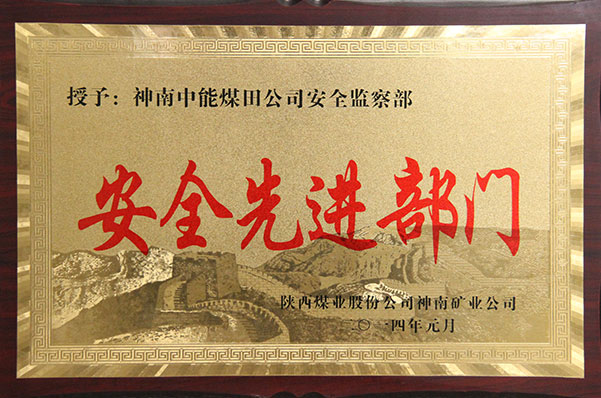 授予：神南中能煤田公司安全监察部
安全先进部门
陕西煤业股份公司神南矿业公司
二〇一四年元月